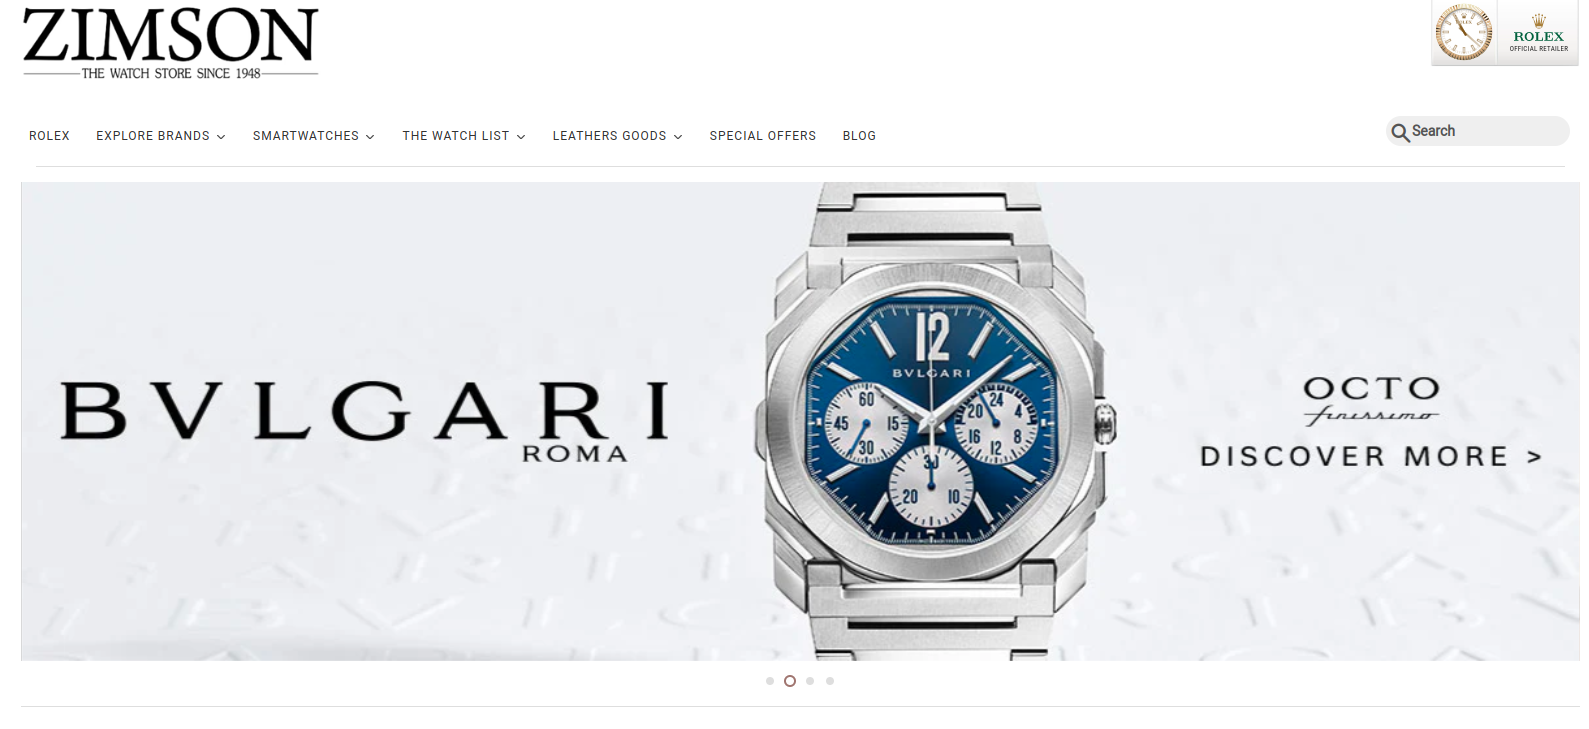 ZIMSON
THE WATCH STORE SINCE 1948
ROLEX
ROLEX
OFFICIAL RETAILER
ROLEX
EXPLORE BRANDS
SMARTWATCHES
THE WATCH LIST
LEATHERS GOODS
SPECIAL OFFERS
BLOG
Search
BVLGARI
ROMA
12
BVLGARI
60
45 15
30
24
20 4
16 8
12
30
20 10
OCTO
finissimo
DISCOVER MORE >